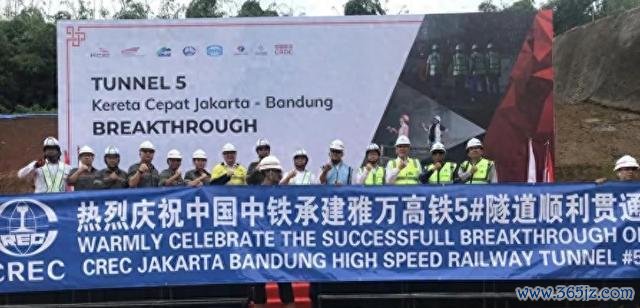 TUNNEL 5
Kereta Cepat Jakarta - Bandung
BREAKTHROUGH
CREC
热烈庆祝中国中铁承建雅万高铁5#隧道顺利贯通
WARMLY CELEBRATE THE SUCCESSFULL BREAKTHROUGH OF
CREC JAKARTA BANDUNG HIGH SPEED RAILWAY TUNNEL #5
www.365jz.com